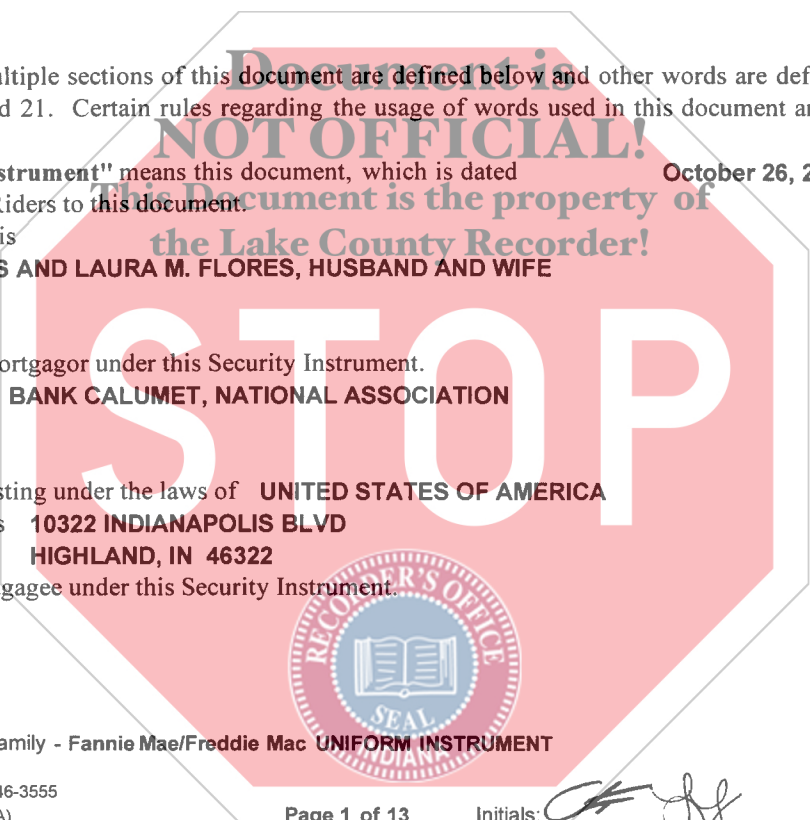 Document is
ultiple sections of this document are defined below and other words are def
d 21. Certain rules regarding the usage of words used in this document a
NOT OFFICIAL!
strument" means this document, which is dated October 26, 2
This Document is the property of
Riders to this document.
is
the Lake County Recorder!
S AND LAURA M. FLORES, HUSBAND AND WIFE
STOP
ortgagor under this Security Instrument.
BANK CALUMET, NATIONAL ASSOCIATION
sting under the laws of UNITED STATES OF AMERICA
s 10322 INDIANAPOLIS BLVD
HIGHLAND, IN 46322
gagee under this Security Instrument.
RECORDER'S OFFICE
SEAL
INDIANA
amily - Fannie Mae/Freddie Mac UNIFORM INSTRUMENT
46-3555
A)
Page 1 of 13 Initials: